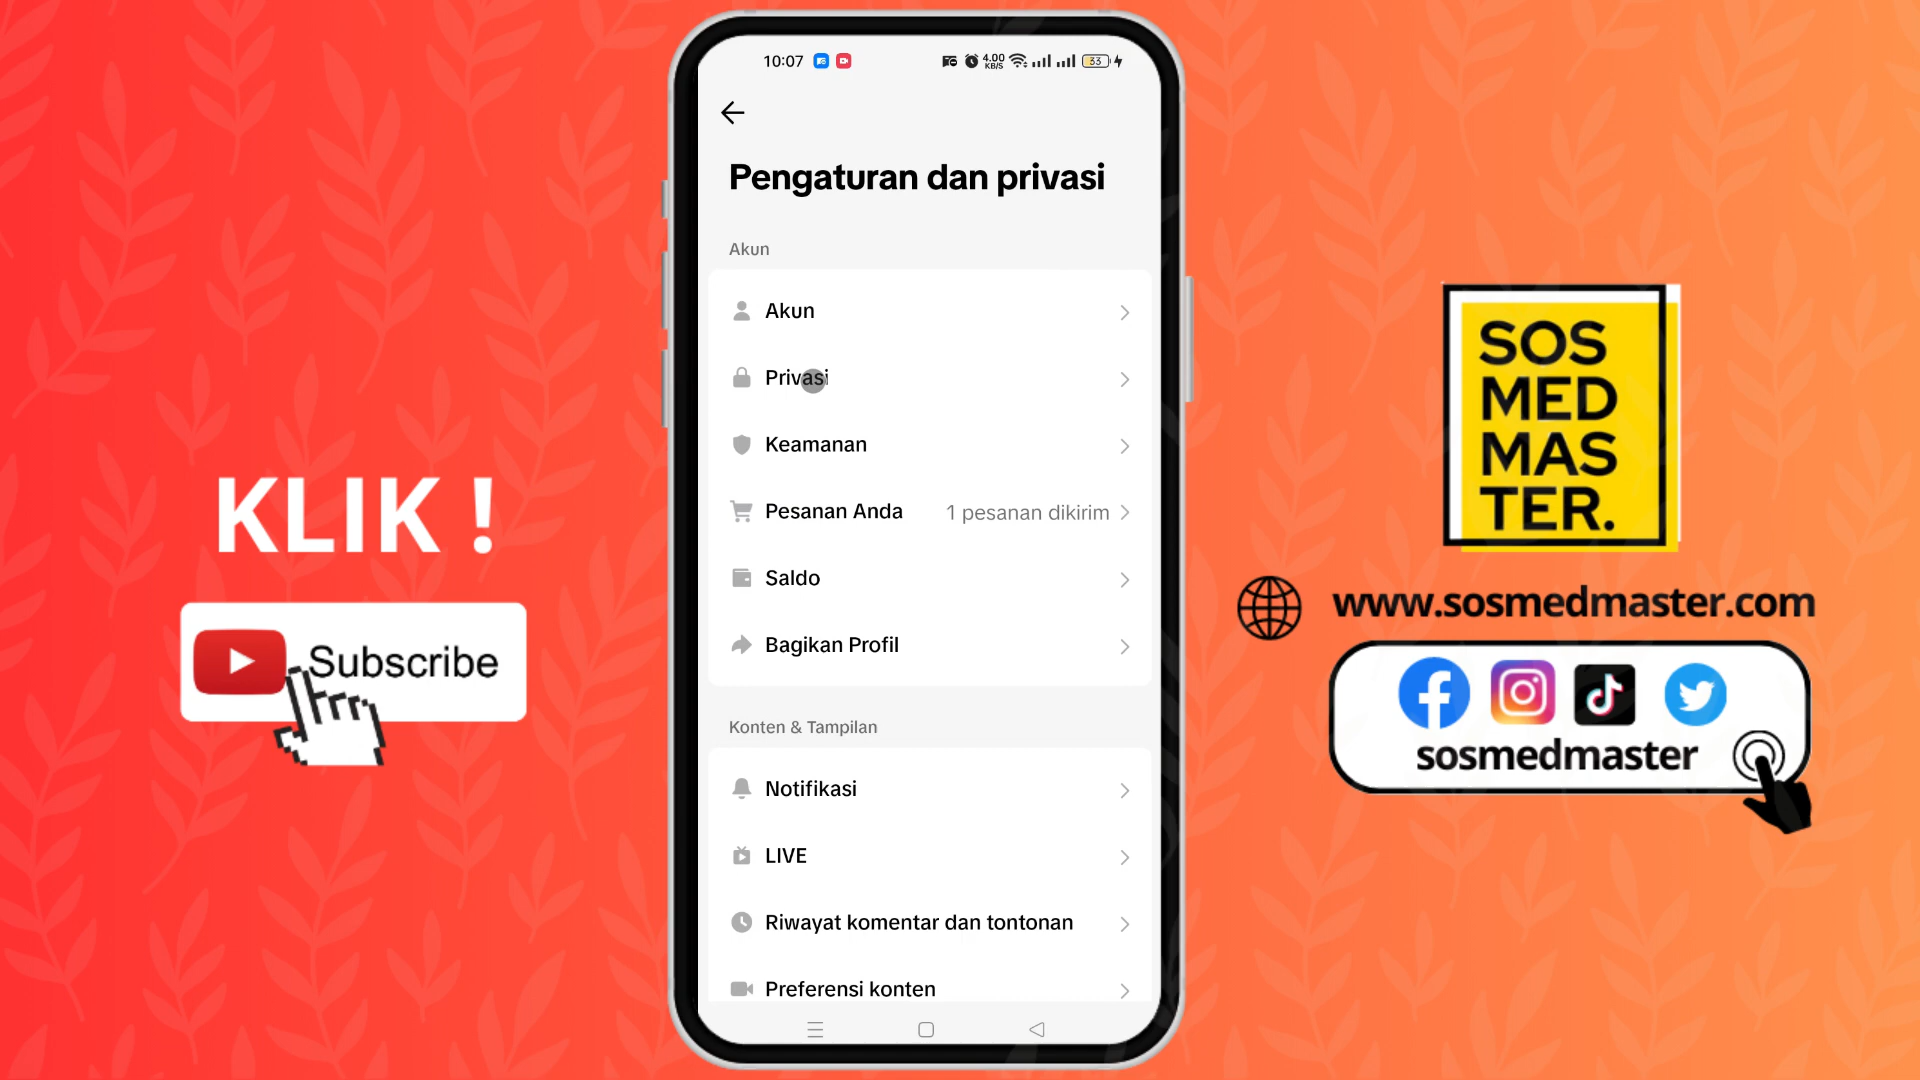 10:07
4.00
KB/S
33
Pengaturan dan privasi
Akun
Akun
Privasi
Keamanan
Pesanan Anda 1 pesanan dikirim
Saldo
Bagikan Profil
Konten & Tampilan
Notifikasi
LIVE
Riwayat komentar dan tontonan
Preferensi konten
KLIK !
Subscribe
SOS
MED
MAS
TER.
www.sosmedmaster.com
sosmedmaster